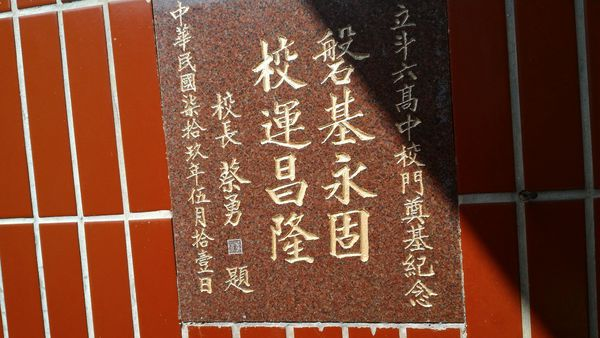 立斗六高中校門奠基紀念
磐基永固
校運昌隆
校長 蔡勇 題
中華民國柒拾玖年伍月拾壹日